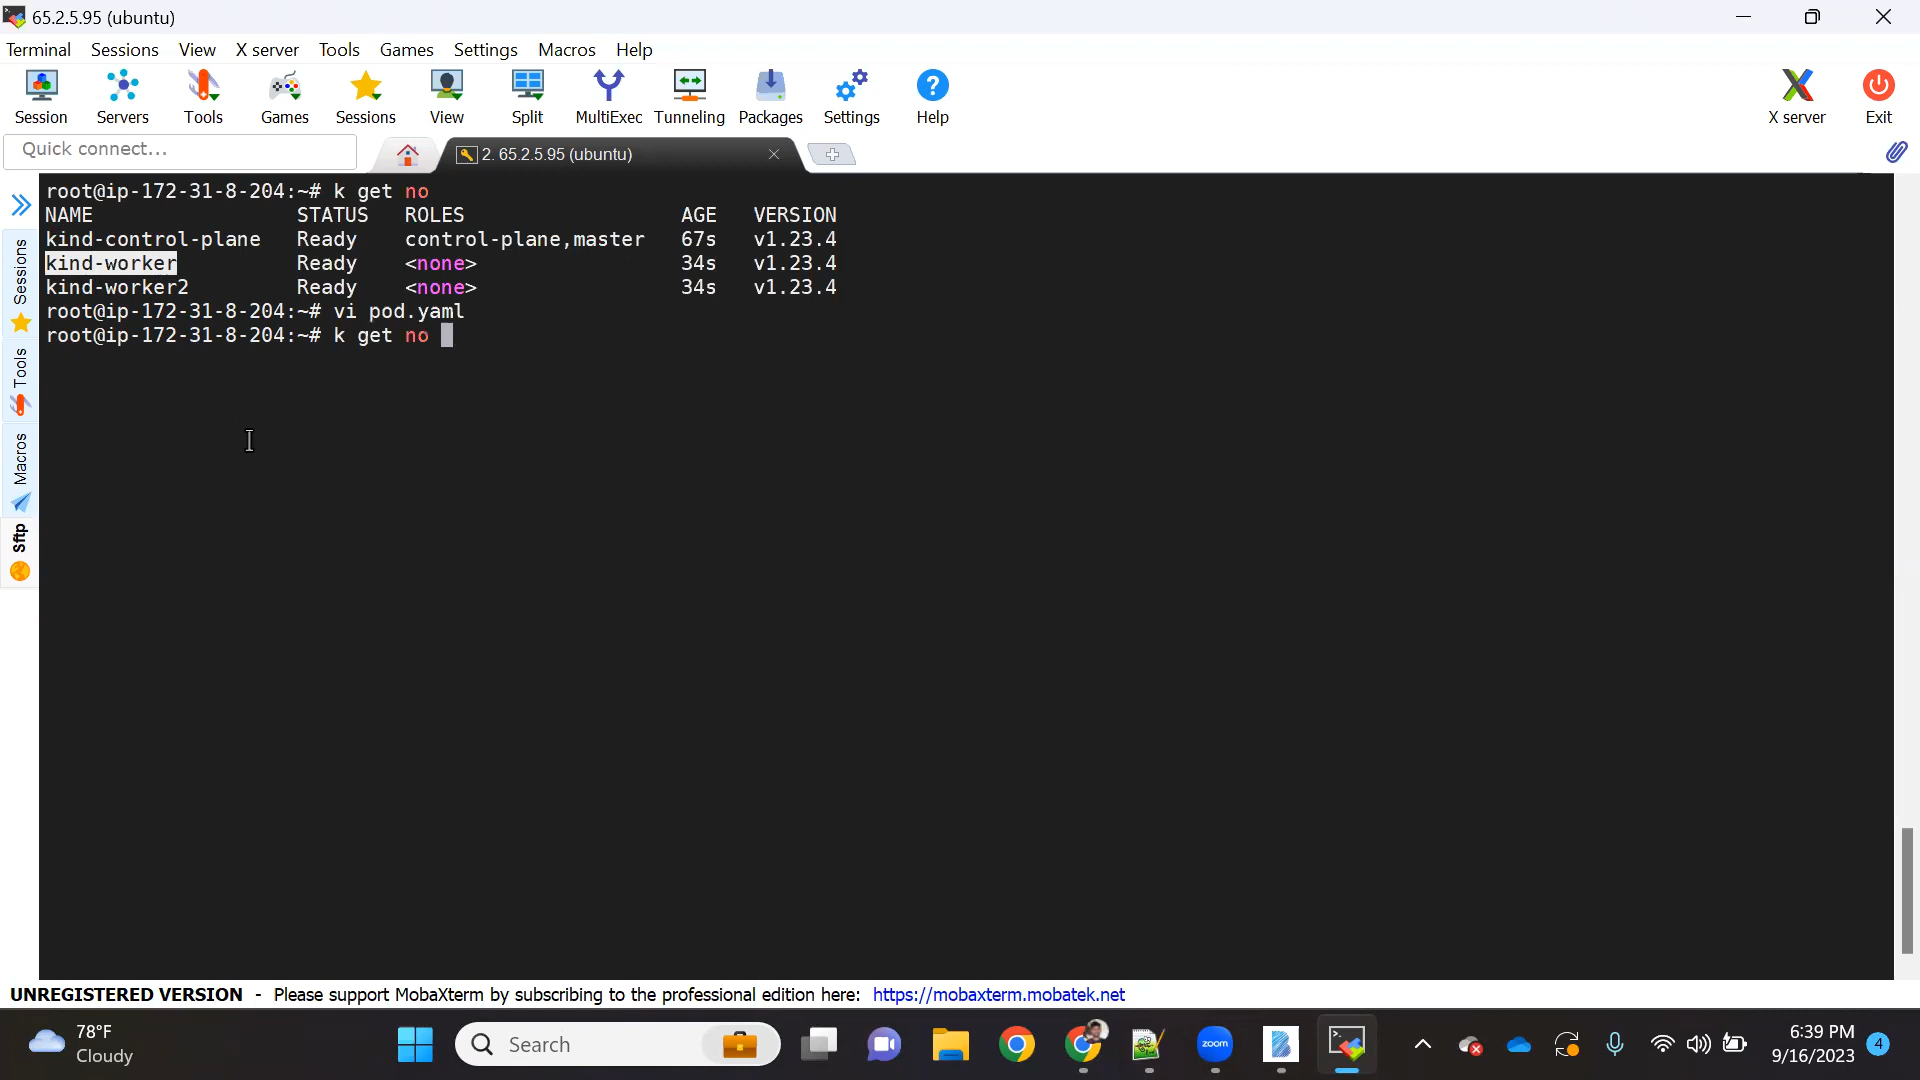 65.2.5.95 (ubuntu)
Terminal Sessions View X server Tools Games Settings Macros Help
Session Servers Tools Games Sessions View Split MultiExec Tunneling Packages Settings Help X server Exit
Quick connect...
2. 65.2.5.95 (ubuntu)
Sessions
Tools
Macros
Sftp
root@ip-172-31-8-204:~# k get no
NAME STATUS ROLES AGE VERSION
kind-control-plane Ready control-plane,master 67s v1.23.4
kind-worker Ready <none> 34s v1.23.4
kind-worker2 Ready <none> 34s v1.23.4
root@ip-172-31-8-204:~# vi pod.yaml
root@ip-172-31-8-204:~# k get no
UNREGISTERED VERSION - Please support MobaXterm by subscribing to the professional edition here: https://mobaxterm.mobatek.net
78°F
Cloudy
Search
zoom
6:39 PM
9/16/2023
4